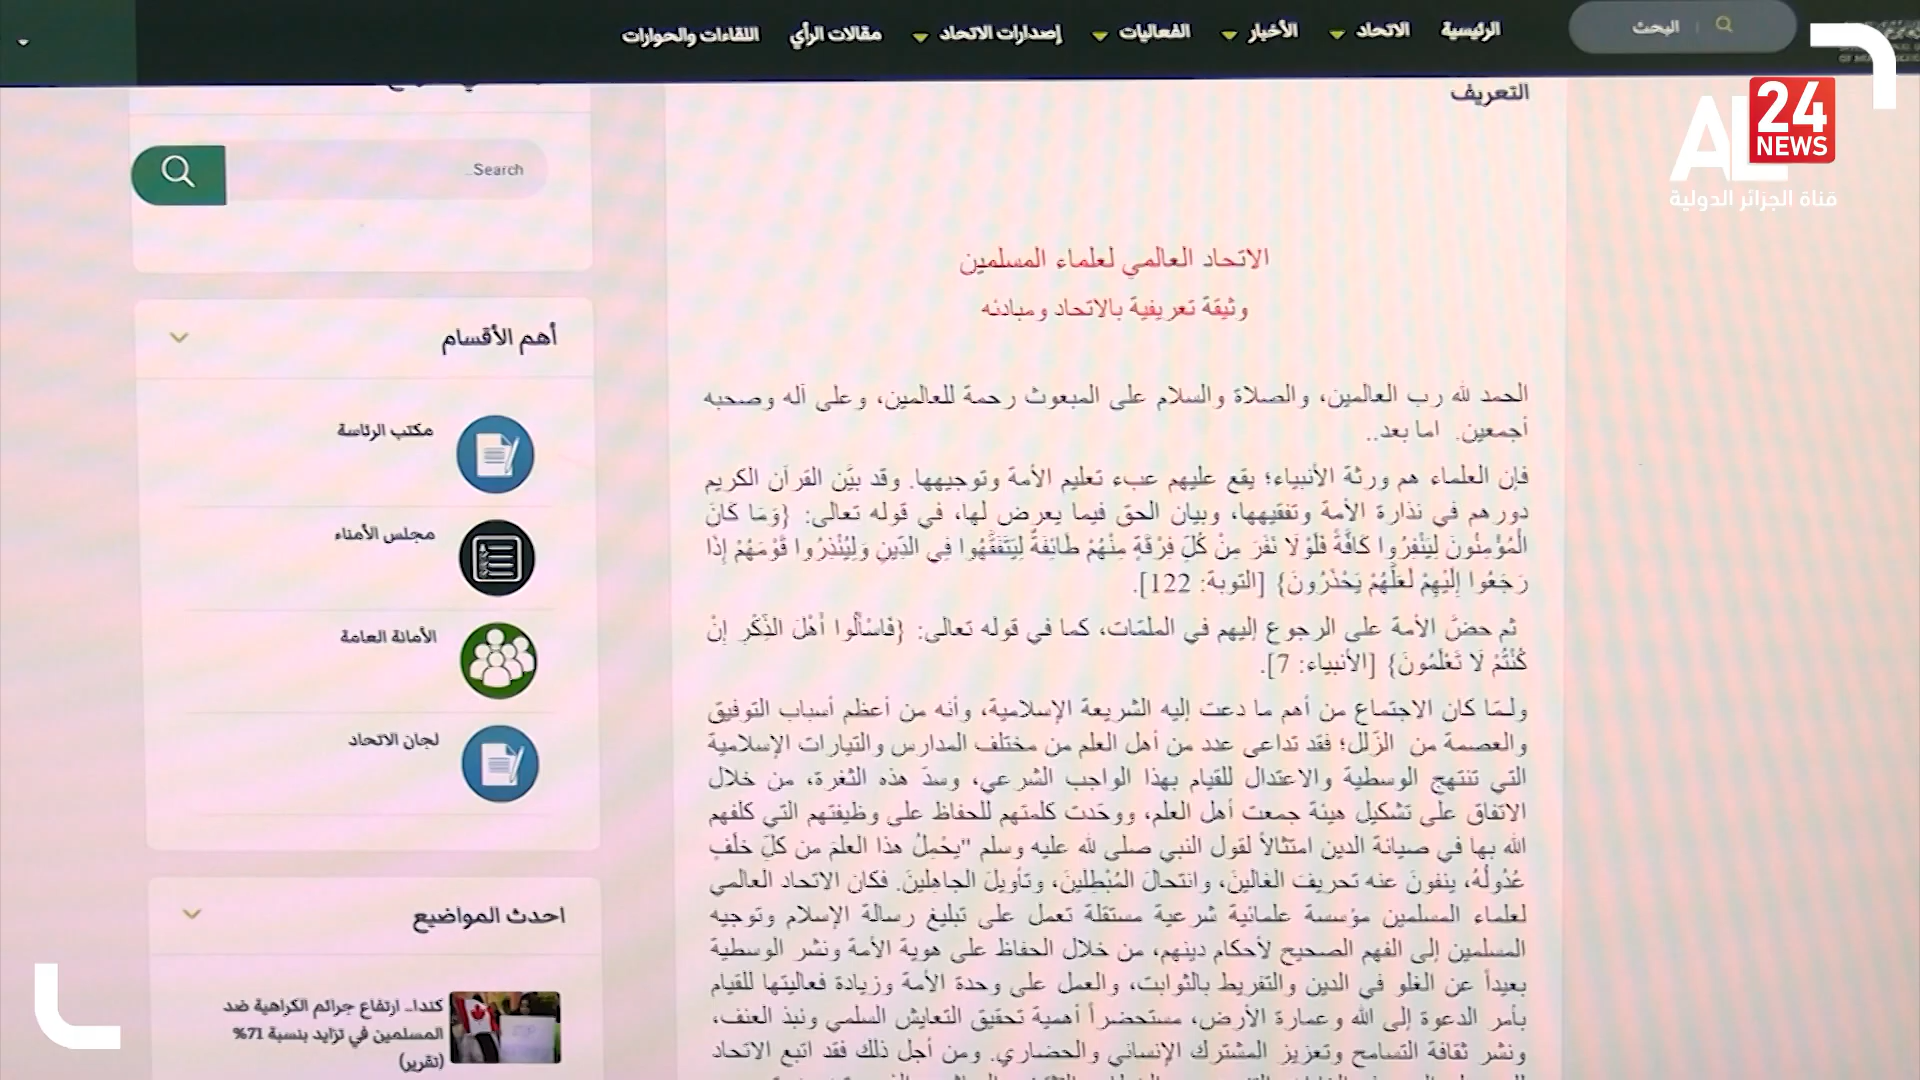 الرئيسية الاتحاد الأخبار الفعاليات إصدارات الاتحاد مقالات الرأي اللقاءات والحوارات
البحث
AL 24 NEWS
قناة الجزائر الدولية
التعريف
الاتحاد العالمي لعلماء المسلمين
وثيقة تعريفية بالاتحاد ومبادئه
الحمد لله رب العالمين، والصلاة والسلام على المبعوث رحمة للعالمين، وعلى آله وصحبه
أجمعين. اما بعد..
فإن العلماء هم ورثة الأنبياء؛ يقع عليهم عبء تعليم الأمة وتوجيهها. وقد بيَّن القرآن الكريم
دورهم في نذارة الأمة وتفقيهها، وبيان الحق فيما يعرض لها، في قوله تعالى: {وَمَا كَانَ
الْمُؤْمِنُونَ لِيَنْفِرُوا كَافَّةً فَلَوْلَا نَفَرَ مِنْ كُلِّ فِرْقَةٍ مِنْهُمْ طَائِفَةٌ لِيَتَفَقَّهُوا فِي الدِّينِ وَلِيُنْذِرُوا قَوْمَهُمْ إِذَا
رَجَعُوا إِلَيْهِمْ لَعَلَّهُمْ يَحْذَرُونَ} [التوبة: 122].
ثم حضَّ الأمة على الرجوع إليهم في الملمّات، كما في قوله تعالى: {فَاسْأَلُوا أَهْلَ الذِّكْرِ إِنْ
كُنْتُمْ لَا تَعْلَمُونَ} [الأنبياء: 7].
ولـمّا كان الاجتماع من أهم ما دعت إليه الشريعة الإسلامية، وأنه من أعظم أسباب التوفيق
والعصمة من الزّلل؛ فقد تداعى عدد من أهل العلم من مختلف المدارس والتيارات الإسلامية
التي تنتهج الوسطية والاعتدال للقيام بهذا الواجب الشرعي، وسدّ هذه الثغرة، من خلال
الاتفاق على تشكيل هيئة جمعت أهل العلم، ووحّدت كلمتهم للحفاظ على وظيفتهم التي كلفهم
الله بها في صيانة الدين امتثالاً لقول النبي صلى لله عليه وسلم "يحْمِلُ هذا العلمَ من كلِّ خلَفٍ
عُدُولُهُ، ينفونَ عنه تحريفَ الغالينَ، وانتحالَ المُبْطِلينَ، وتأويلَ الجاهِلينَ. فكان الاتحاد العالمي
لعلماء المسلمين مؤسسة علمائية شرعية مستقلة تعمل على تبليغ رسالة الإسلام وتوجيه
المسلمين إلى الفهم الصحيح لأحكام دينهم، من خلال الحفاظ على هوية الأمة ونشر الوسطية
بعيداً عن الغلو في الدين والتفريط بالثوابت، والعمل على وحدة الأمة وزيادة فعاليتها للقيام
بأمر الدعوة إلى الله وعمارة الأرض، مستحضراً أهمية تحقيق التعايش السلمي ونبذ العنف،
ونشر ثقافة التسامح وتعزيز المشترك الإنساني والحضاري. ومن أجل ذلك فقد اتبع الاتحاد
Search..
أهم الأقسام
مكتب الرئاسة
مجلس الأمناء
الأمانة العامة
لجان الاتحاد
احدث المواضيع
كندا.. ارتفاع جرائم الكراهية ضد
المسلمين في تزايد بنسبة 71%
(تقرير)